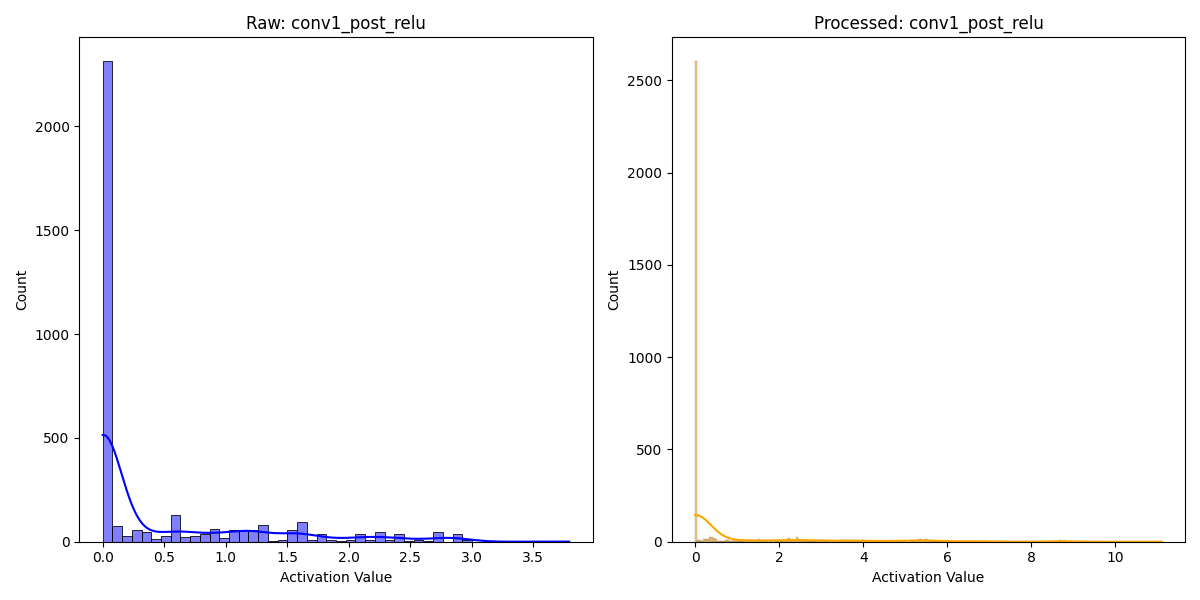 Raw: conv1_post_relu
Count
2000
1500
1000
500
0
0.0 0.5 1.0 1.5 2.0 2.5 3.0 3.5
Activation Value
Processed: conv1_post_relu
Count
2500
2000
1500
1000
500
0
0 2 4 6 8 10
Activation Value